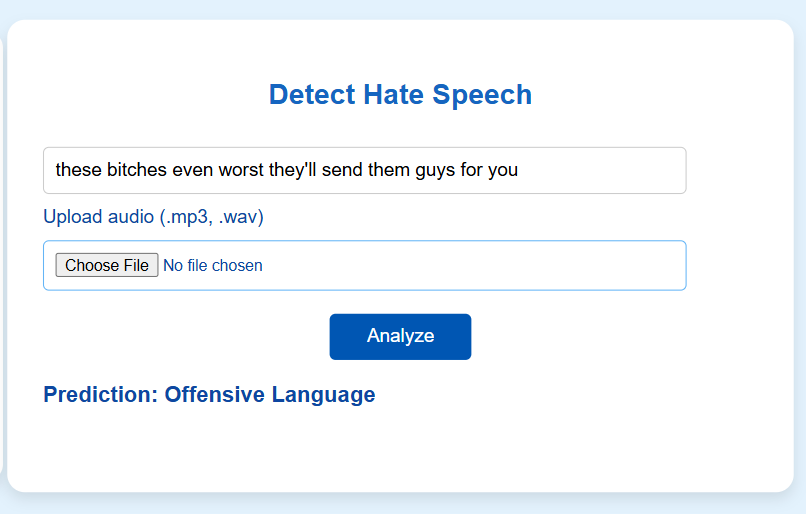 Detect Hate Speech
these bitches even worst they'll send them guys for you
Upload audio (.mp3, .wav)
Choose File No file chosen
Analyze
Prediction: Offensive Language